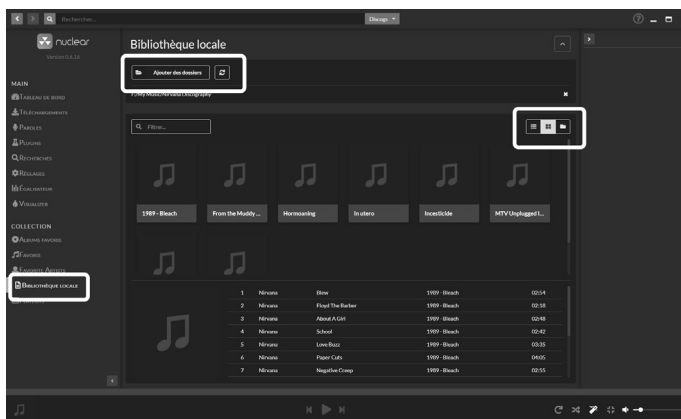 Rechercher...
Discogs
nuclear
Version 0.6.16
Bibliothèque locale
Ajouter des dossiers
MAIN
TABLEAU DE BORD
TÉLÉCHARGEMENTS
PAROLES
PLUGINS
RECHERCHES
RÉGLAGES
ÉGALISATEUR
VISUALIZER
COLLECTION
ALBUMS FAVORIS
FAVORIS
FAVORITE ARTISTS
BIBLIOTHÈQUE LOCALE
Filtrer...
1989 - Bleach
From the Muddy ...
Hormoaning
In utero
Incesticide
MTV Unplugged I...
1 Nirvana Blew 1989 - Bleach 02:54
2 Nirvana Floyd The Barber 1989 - Bleach 02:18
3 Nirvana About A Girl 1989 - Bleach 02:48
4 Nirvana School 1989 - Bleach 02:42
5 Nirvana Love Buzz 1989 - Bleach 03:35
6 Nirvana Paper Cuts 1989 - Bleach 04:05
7 Nirvana Negative Creep 1989 - Bleach 02:55